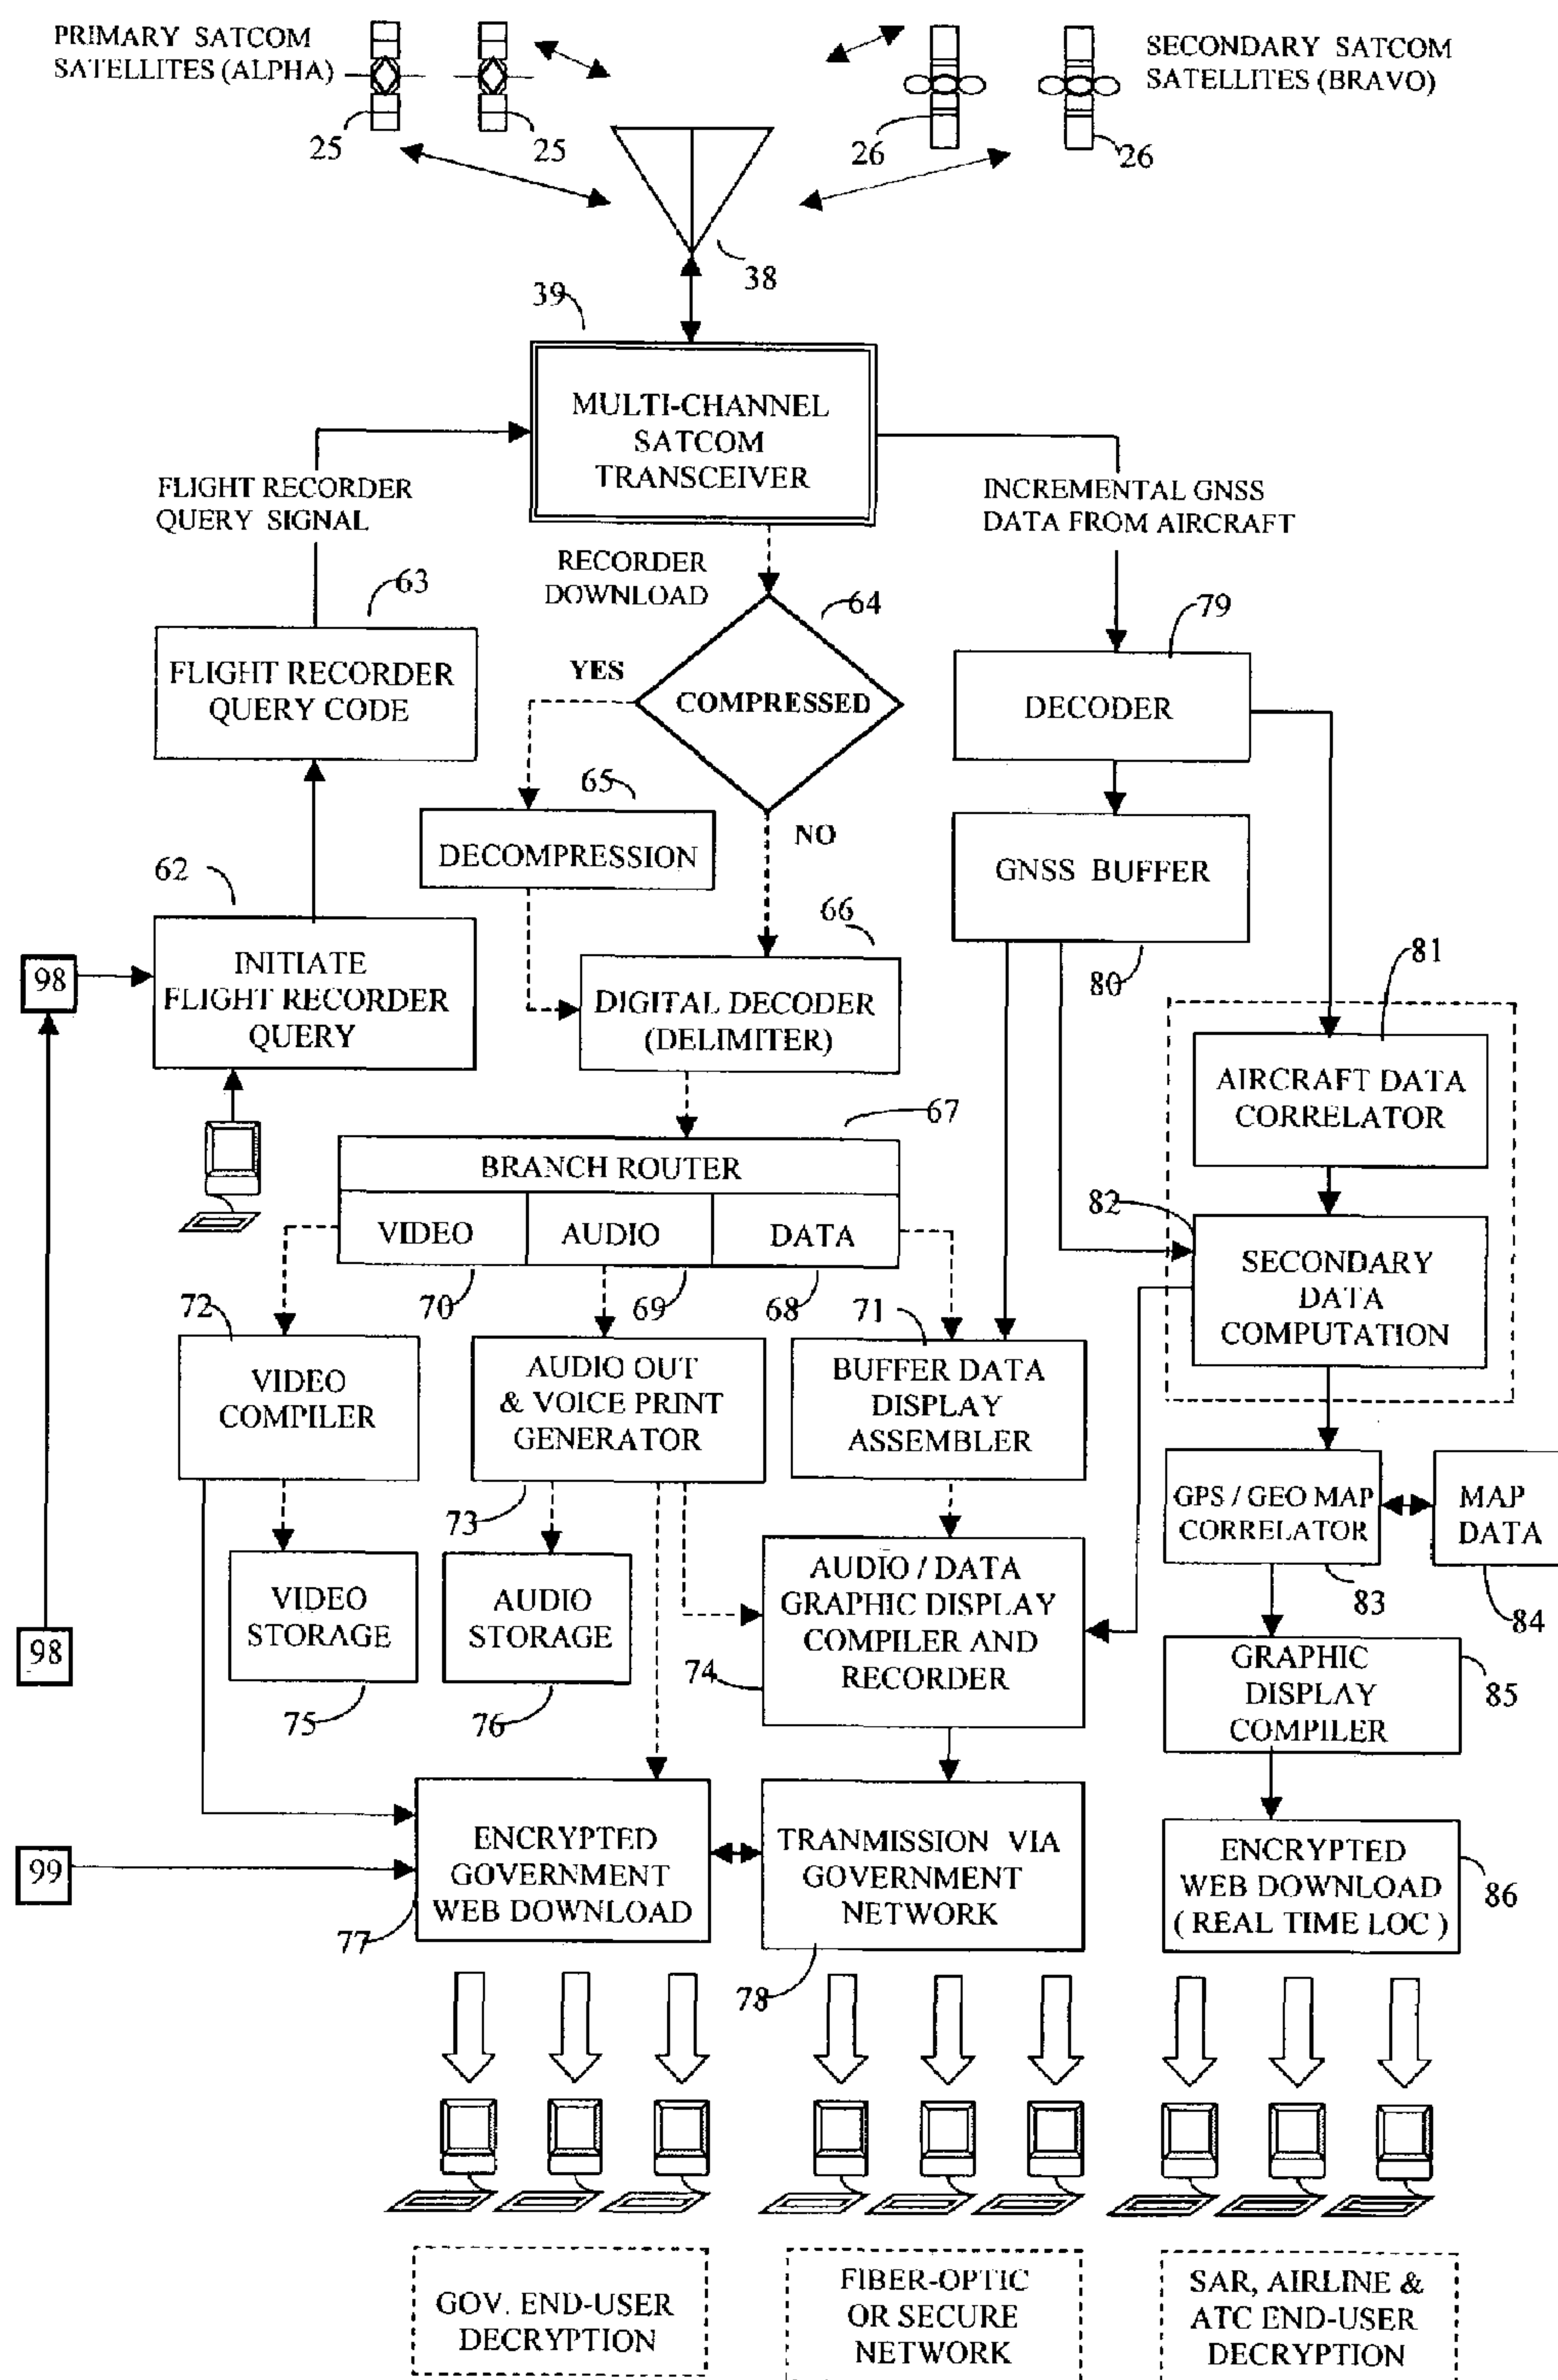 PRIMARY SATCOM
SATELLITES (ALPHA)
SECONDARY SATCOM
SATELLITES (BRAVO)
25
25
26
26
38
39
MULTI-CHANNEL
SATCOM
TRANSCEIVER
FLIGHT RECORDER
QUERY SIGNAL
INCREMENTAL GNSS
DATA FROM AIRCRAFT
RECORDER
DOWNLOAD
63
64
79
FLIGHT RECORDER
QUERY CODE
YES
COMPRESSED
DECODER
65
DECOMPRESSION
NO
GNSS BUFFER
62
66
80
81
98
INITIATE
FLIGHT RECORDER
QUERY
DIGITAL DECODER
(DELIMITER)
AIRCRAFT DATA
CORRELATOR
67
BRANCH ROUTER
VIDEO
AUDIO
DATA
82
SECONDARY
DATA
COMPUTATION
70
69
68
72
71
VIDEO
COMPILER
AUDIO OUT
& VOICE PRINT
GENERATOR
BUFFER DATA
DISPLAY
ASSEMBLER
73
GPS / GEO MAP
CORRELATOR
MAP
DATA
83
84
VIDEO
STORAGE
AUDIO
STORAGE
AUDIO / DATA
GRAPHIC DISPLAY
COMPILER AND
RECORDER
98
75
76
74
GRAPHIC
DISPLAY
COMPILER
85
99
ENCRYPTED
GOVERNMENT
WEB DOWNLOAD
TRANMISSION VIA
GOVERNMENT
NETWORK
ENCRYPTED
WEB DOWNLOAD
( REAL TIME LOC )
86
77
78
GOV. END-USER
DECRYPTION
FIBER-OPTIC
OR SECURE
NETWORK
SAR, AIRLINE &
ATC END-USER
DECRYPTION